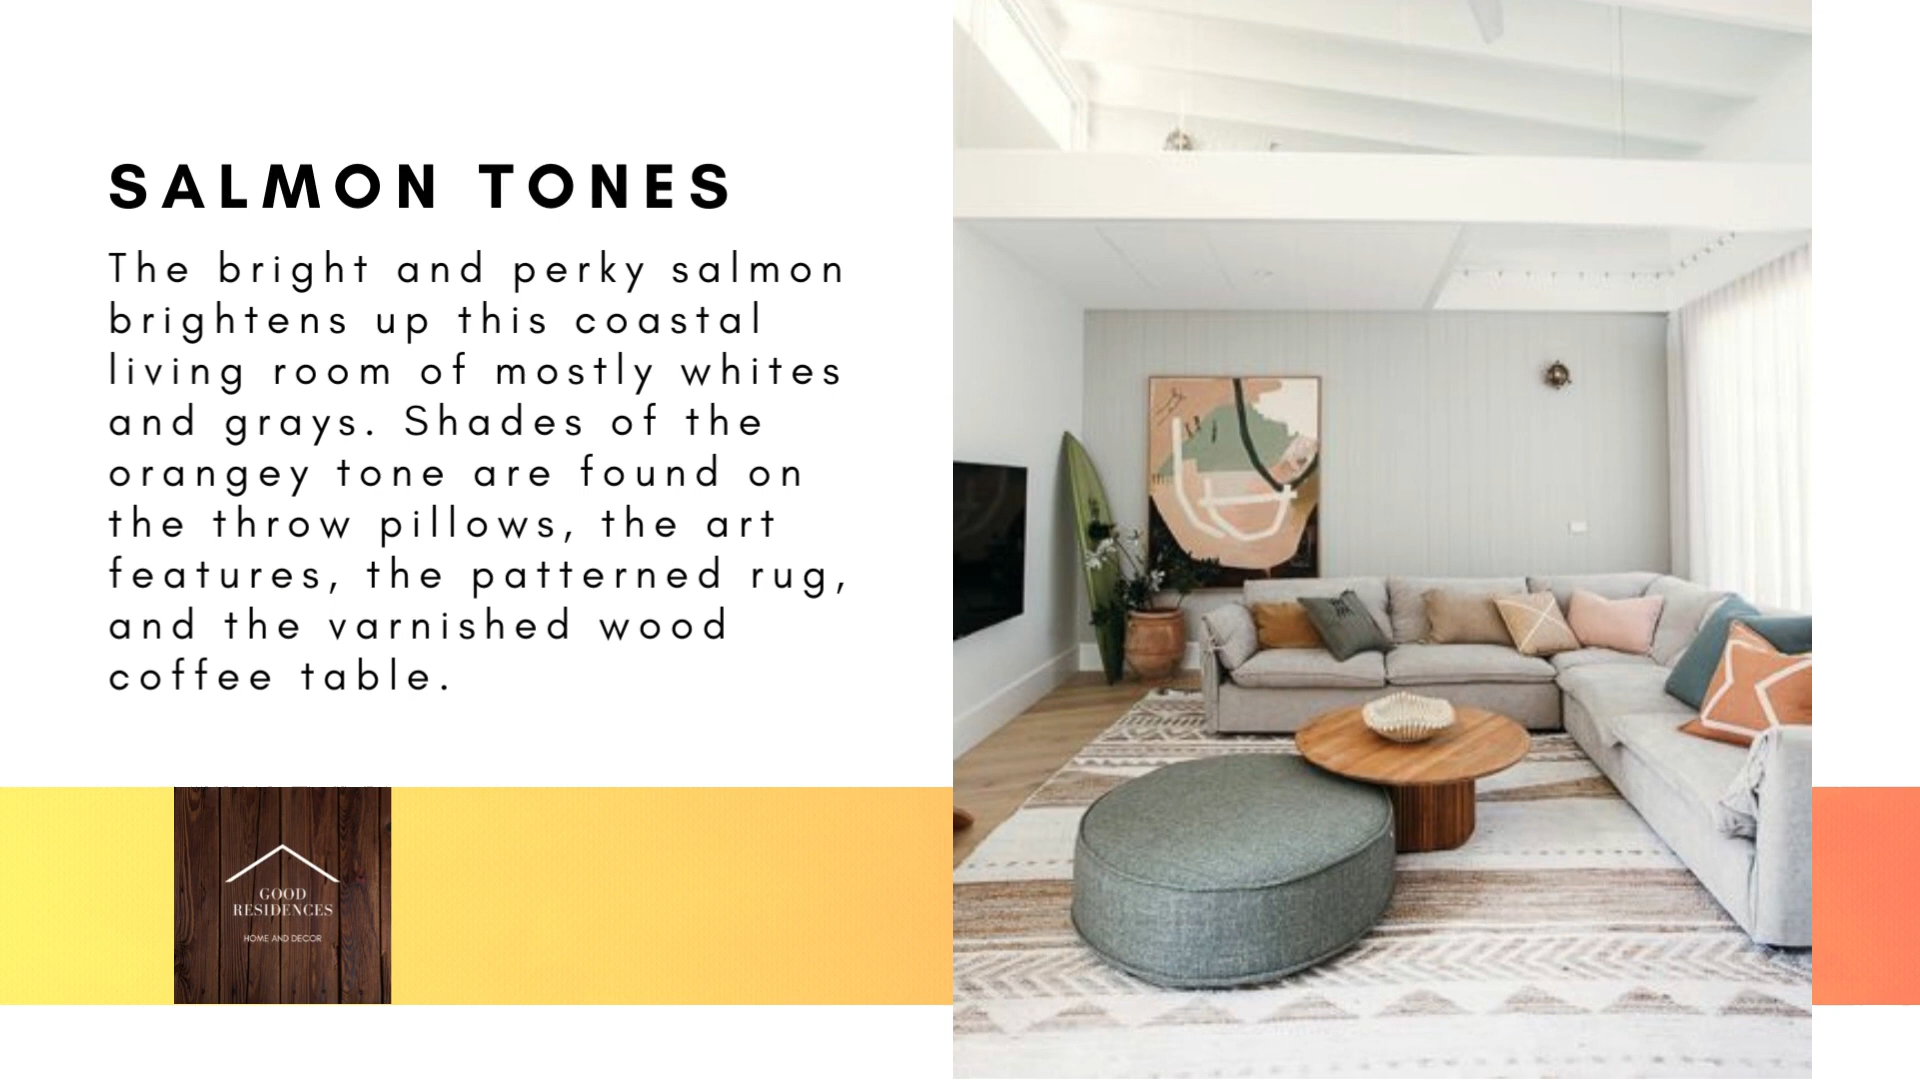 SALMON TONES
The bright and perky salmon
brightens up this coastal
living room of mostly whites
and grays. Shades of the
orangey tone are found on
the throw pillows, the art
features, the patterned rug,
and the varnished wood
coffee table.
GOOD
RESIDENCES
HOME AND DECOR